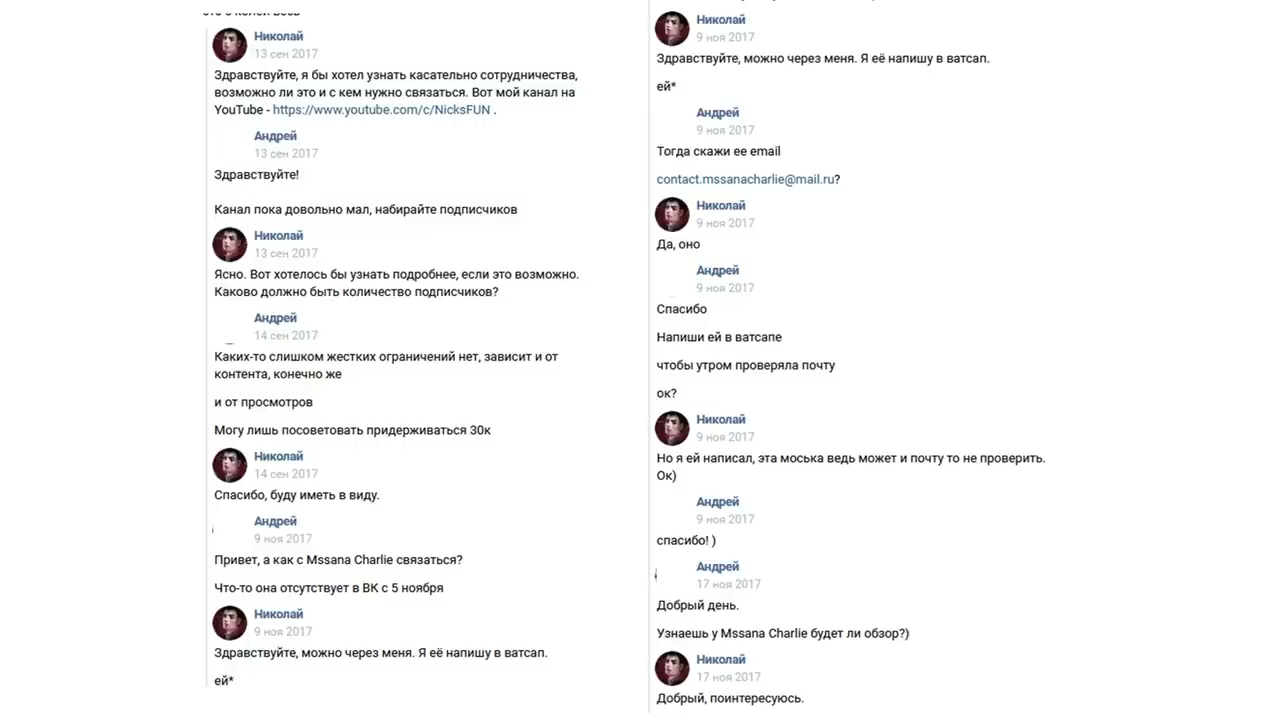 Николай
13 сен 2017
Здравствуйте, я бы хотел узнать касательно сотрудничества,
возможно ли это и с кем нужно связаться. Вот мой канал на
YouTube - https://www.youtube.com/c/NicksFUN .
Андрей
13 сен 2017
Здравствуйте!
Канал пока довольно мал, набирайте подписчиков
Николай
13 сен 2017
Ясно. Вот хотелось бы узнать подробнее, если это возможно.
Каково должно быть количество подписчиков?
Андрей
14 сен 2017
Каких-то слишком жестких ограничений нет, зависит и от
контента, конечно же
и от просмотров
Могу лишь посоветовать придерживаться 30к
Николай
14 сен 2017
Спасибо, буду иметь в виду.
Андрей
9 ноя 2017
Привет, а как с Mssana Charlie связаться?
Что-то она отсутствует в ВК с 5 ноября
Николай
9 ноя 2017
Здравствуйте, можно через меня. Я её напишу в ватсап.
ей*
Николай
9 ноя 2017
Здравствуйте, можно через меня. Я её напишу в ватсап.
ей*
Андрей
9 ноя 2017
Тогда скажи ее email
contact.mssanacharlie@mail.ru?
Николай
9 ноя 2017
Да, оно
Андрей
9 ноя 2017
Спасибо
Напиши ей в ватсапе
чтобы утром проверяла почту
ок?
Николай
9 ноя 2017
Но я ей написал, эта моська ведь может и почту то не проверить.
Ок)
Андрей
9 ноя 2017
спасибо! )
Андрей
17 ноя 2017
Добрый день.
Узнаешь у Mssana Charlie будет ли обзор?)
Николай
17 ноя 2017
Добрый, поинтересуюсь.